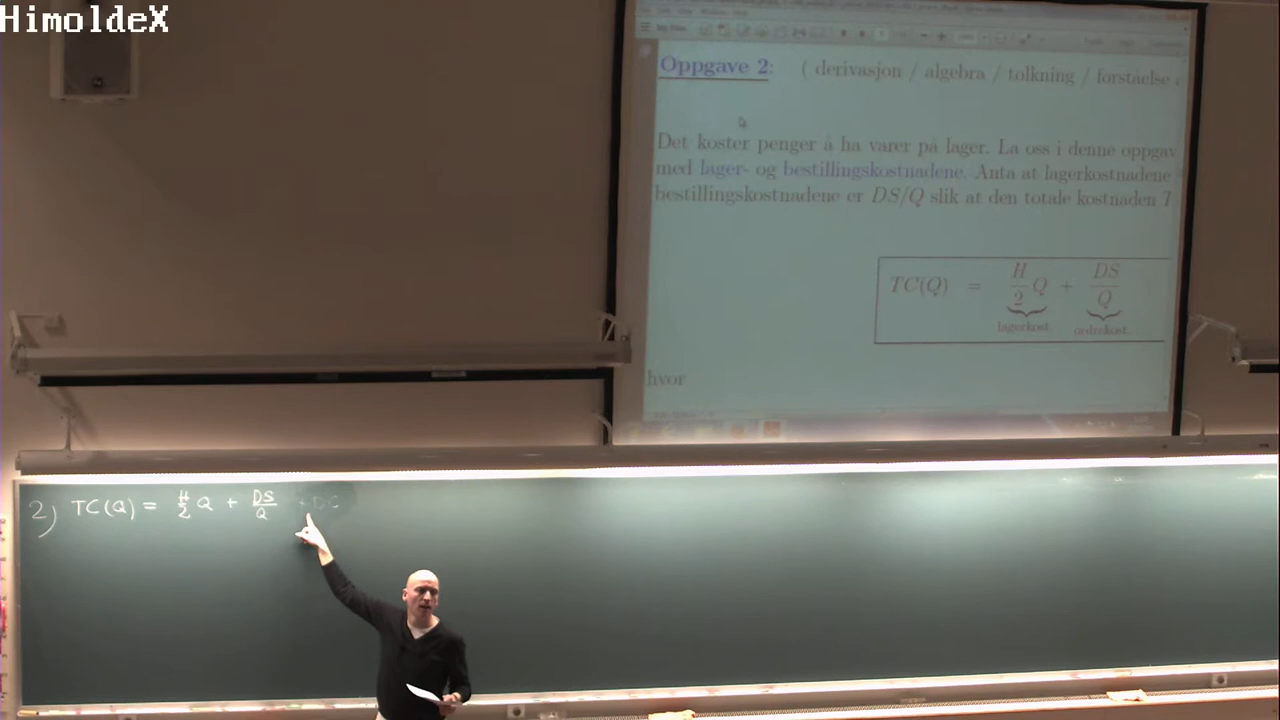 HimoldeX
Oppgave 2: ( derivasjon / algebra / tolkning / forståelse
Det koster penger å ha varer på lager. La oss i denne oppgav
med lager- og bestillingskostnadene. Anta at lagerkostnadene
bestillingskostnadene er DS/Q slik at den totale kostnaden T
TC(Q) = H/2 Q + DS/Q
lagerkost. ordrekost.
hvor
2) TC(Q) = H/2 Q + DS/Q + DC